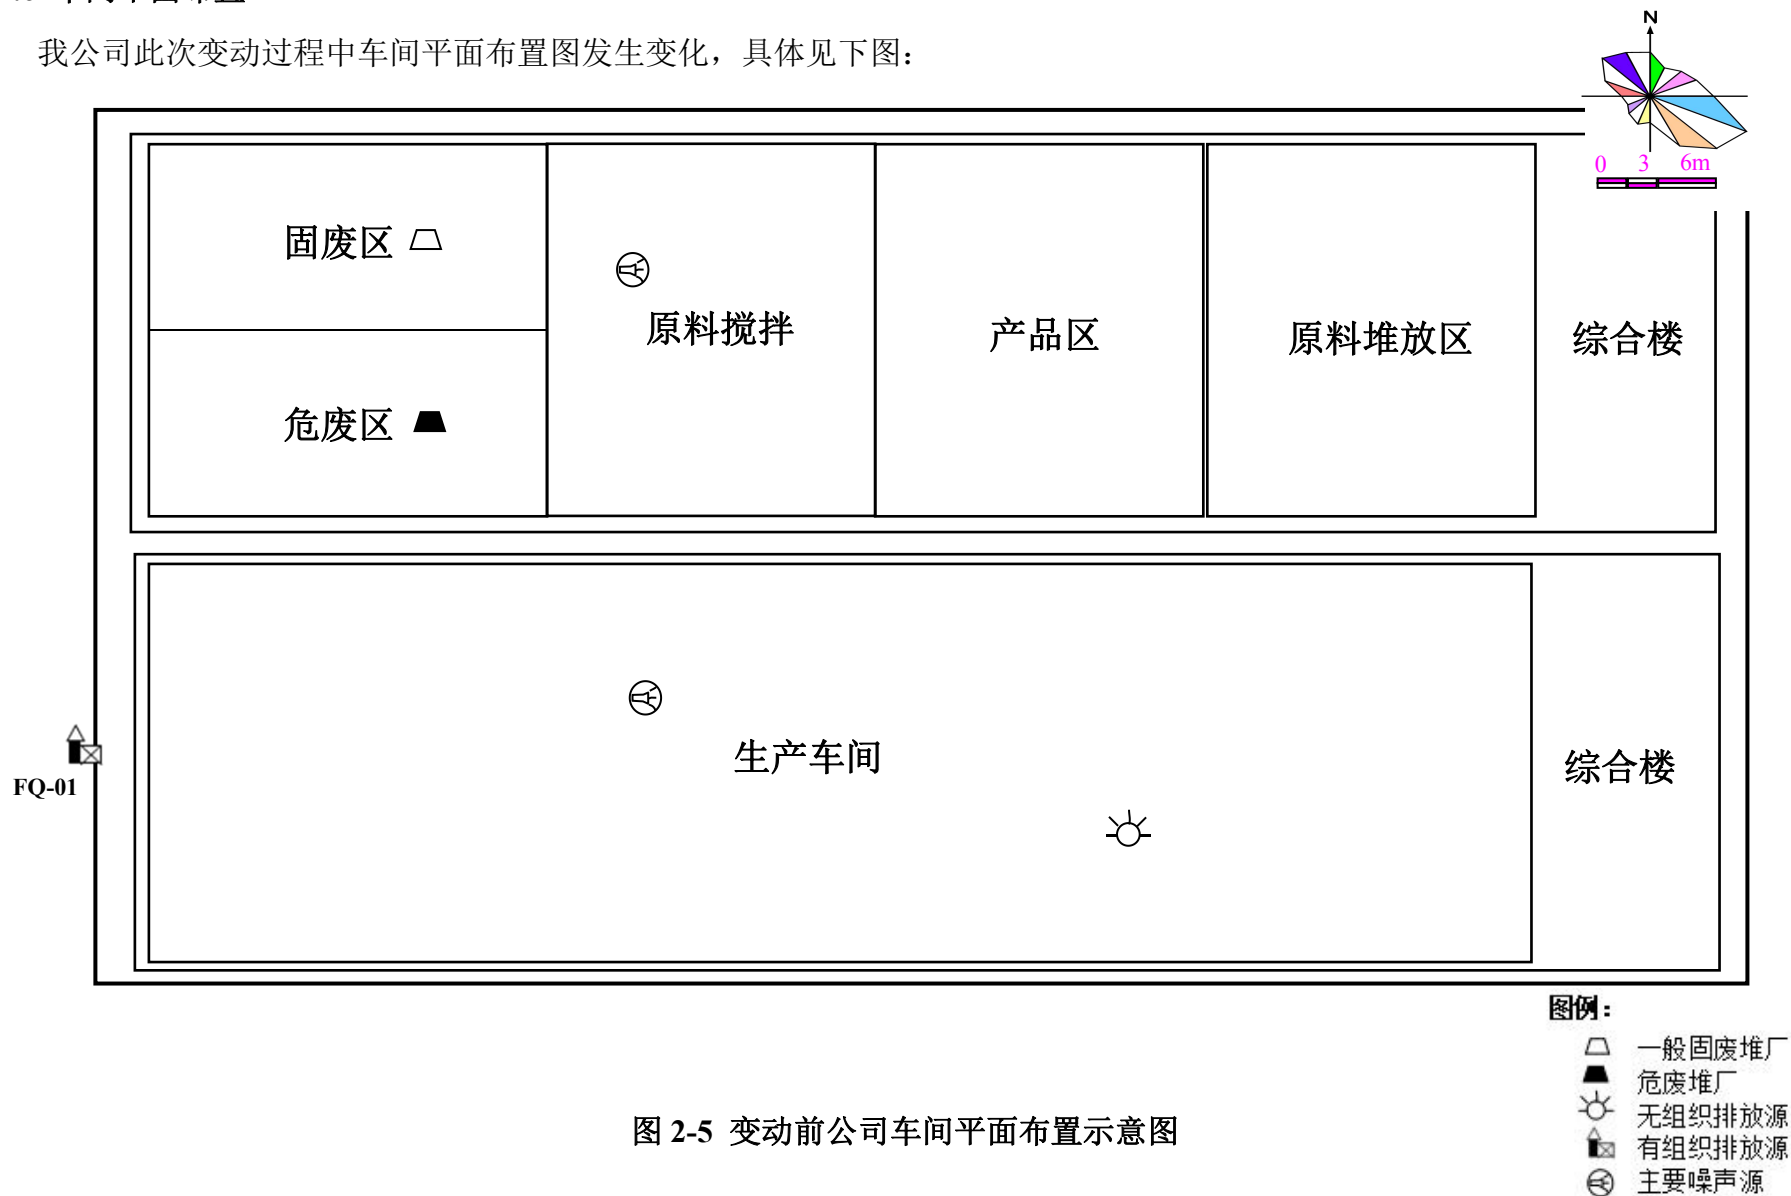 我公司此次变动过程中车间平面布置图发生变化，具体见下图：
N
0 3 6m
固废区
原料搅拌
产品区
原料堆放区
综合楼
危废区
生产车间
综合楼
FQ-01
图例：
一般固废堆厂
危废堆厂
无组织排放源
有组织排放源
主要噪声源
图 2-5 变动前公司车间平面布置示意图